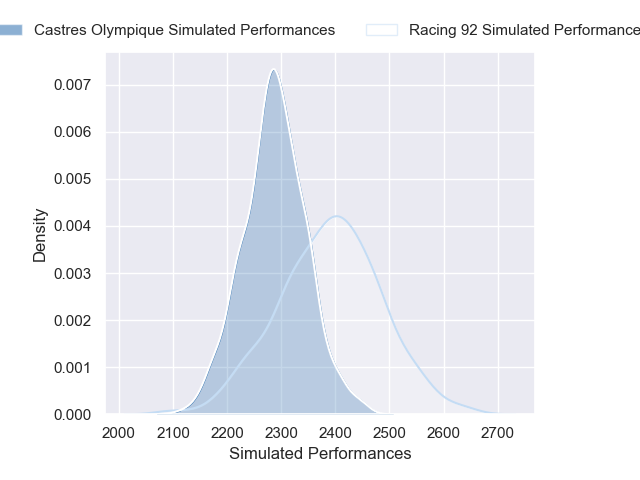 Castres Olympique Simulated Performances Racing 92 Simulated Performance
0.007
0.006
0.005
0.004
0.003
0.002
0.001
0.000
Density
2000 2100 2200 2300 2400 2500 2600 2700
Simulated Performances